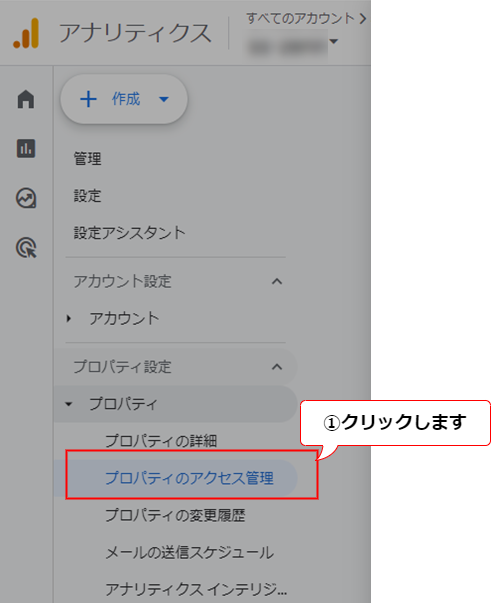 アナリティクス
すべてのアカウント >
作成
管理
設定
設定アシスタント
アカウント設定
アカウント
プロパティ設定
プロパティ
①クリックします
プロパティの詳細
プロパティのアクセス管理
プロパティの変更履歴
メールの送信スケジュール
アナリティクス インテリジ...